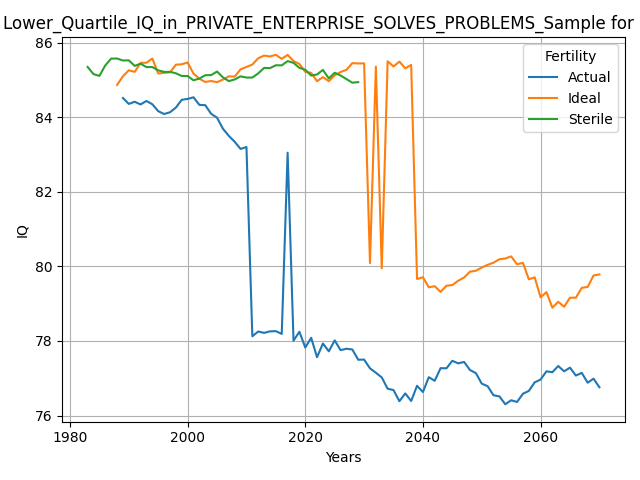 Lower_Quartile_IQ_in_PRIVATE_ENTERPRISE_SOLVES_PROBLEMS_Sample for
Fertility
Actual
Ideal
Sterile
IQ
86
84
82
80
78
76
1980
2000
2020
2040
2060
Years